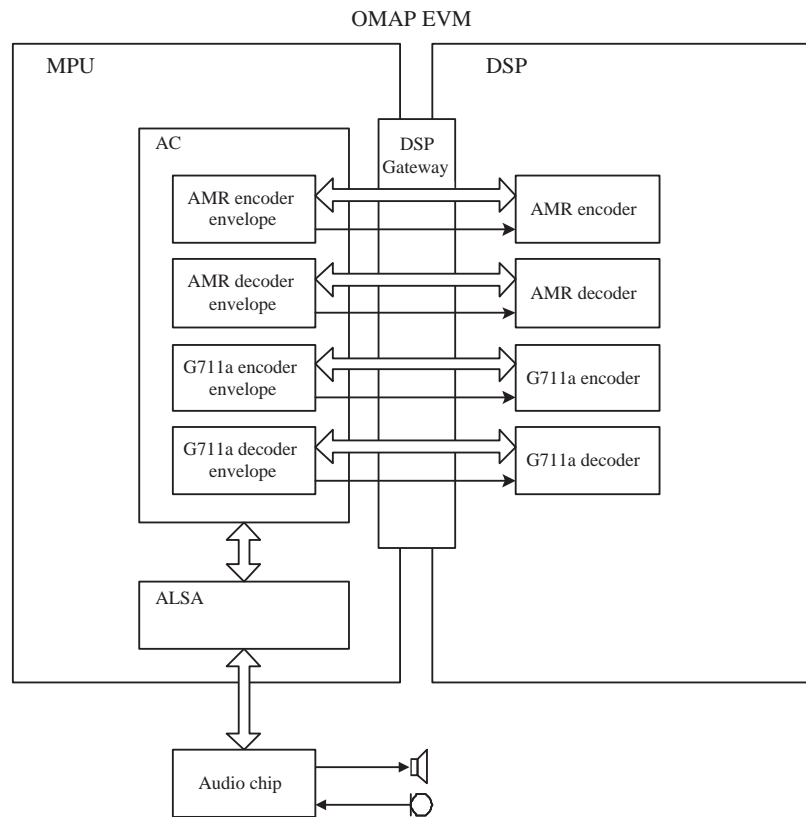 OMAP EVM
MPU
DSP
AC
DSP
Gateway
AMR encoder
envelope
AMR encoder
AMR decoder
envelope
AMR decoder
G711a encoder
envelope
G711a encoder
G711a decoder
envelope
G711a decoder
ALSA
Audio chip